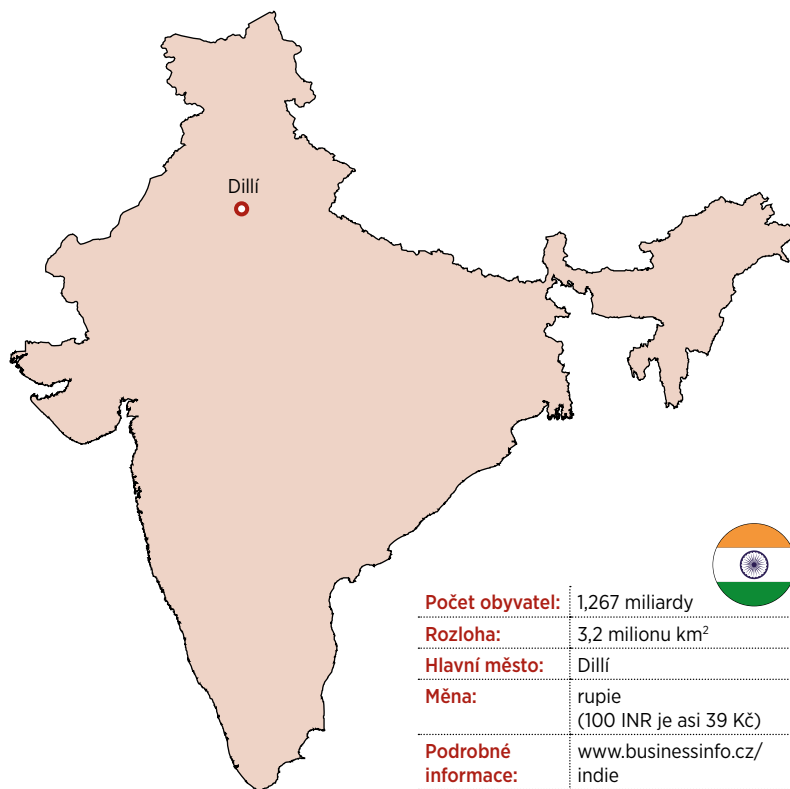 Dillí
Počet obyvatel: 1,267 miliardy
Rozloha: 3,2 milionu km²
Hlavní město: Dillí
Měna: rupie
(100 INR je asi 39 Kč)
Podrobné www.businessinfo.cz/
informace: indie